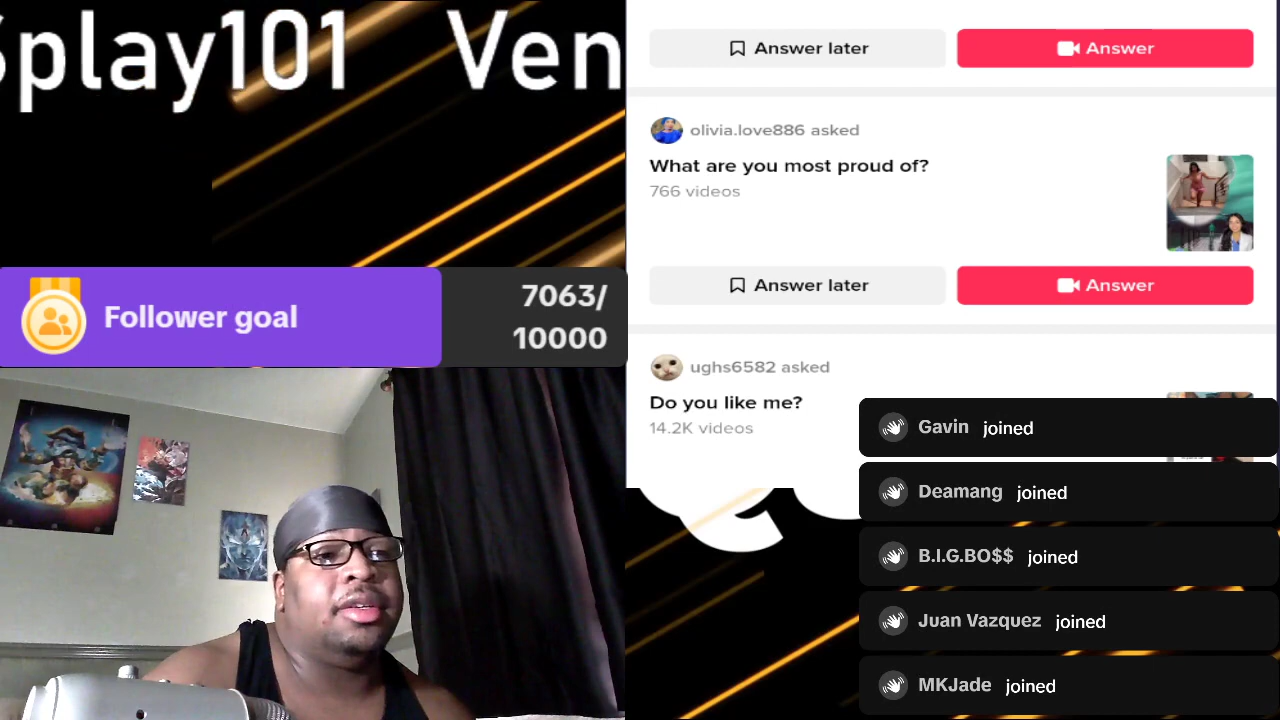 Splay101 Ven
Answer later
Answer
olivia.love886 asked
What are you most proud of?
766 videos
Answer later
Answer
Follower goal
7063/
10000
ughs6582 asked
Do you like me?
14.2K videos
Gavin joined
Deamang joined
B.I.G.BO$$ joined
Juan Vazquez joined
MKJade joined